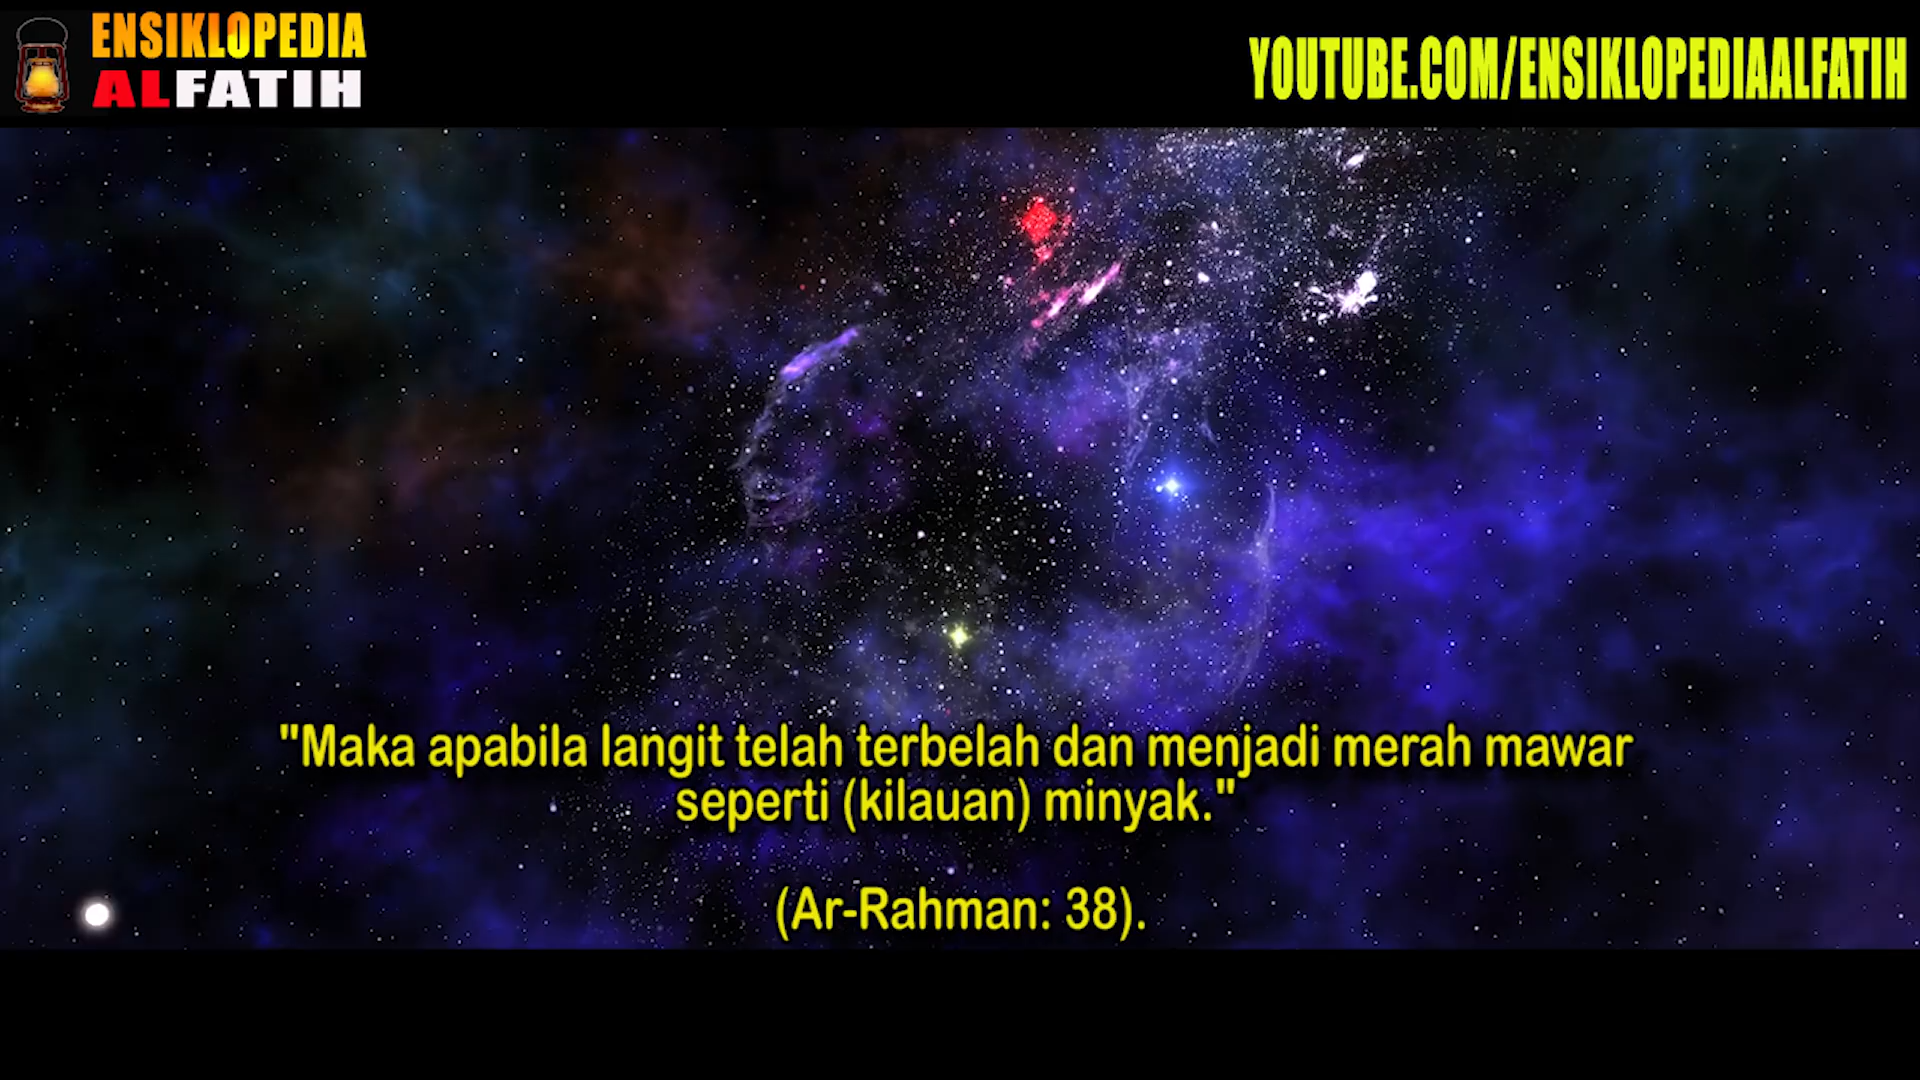 ENSIKLOPEDIA
ALFATIH
YOUTUBE.COM/ENSIKLOPEDIAALFATIH
"Maka apabila langit telah terbelah dan menjadi merah mawar
seperti (kilauan) minyak."
(Ar-Rahman: 38).